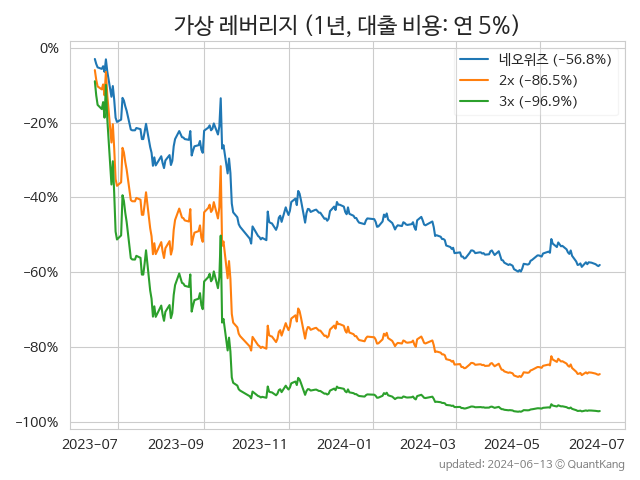 가상 레버리지 (1년, 대출 비용: 연 5%)
네오위즈 (−56.8%)
2x (−86.5%)
3x (−96.9%)
0%
−20%
−40%
−60%
−80%
−100%
2023-07 2023-09 2023-11 2024-01 2024-03 2024-05 2024-07
updated: 2024-06-13 © QuantKang